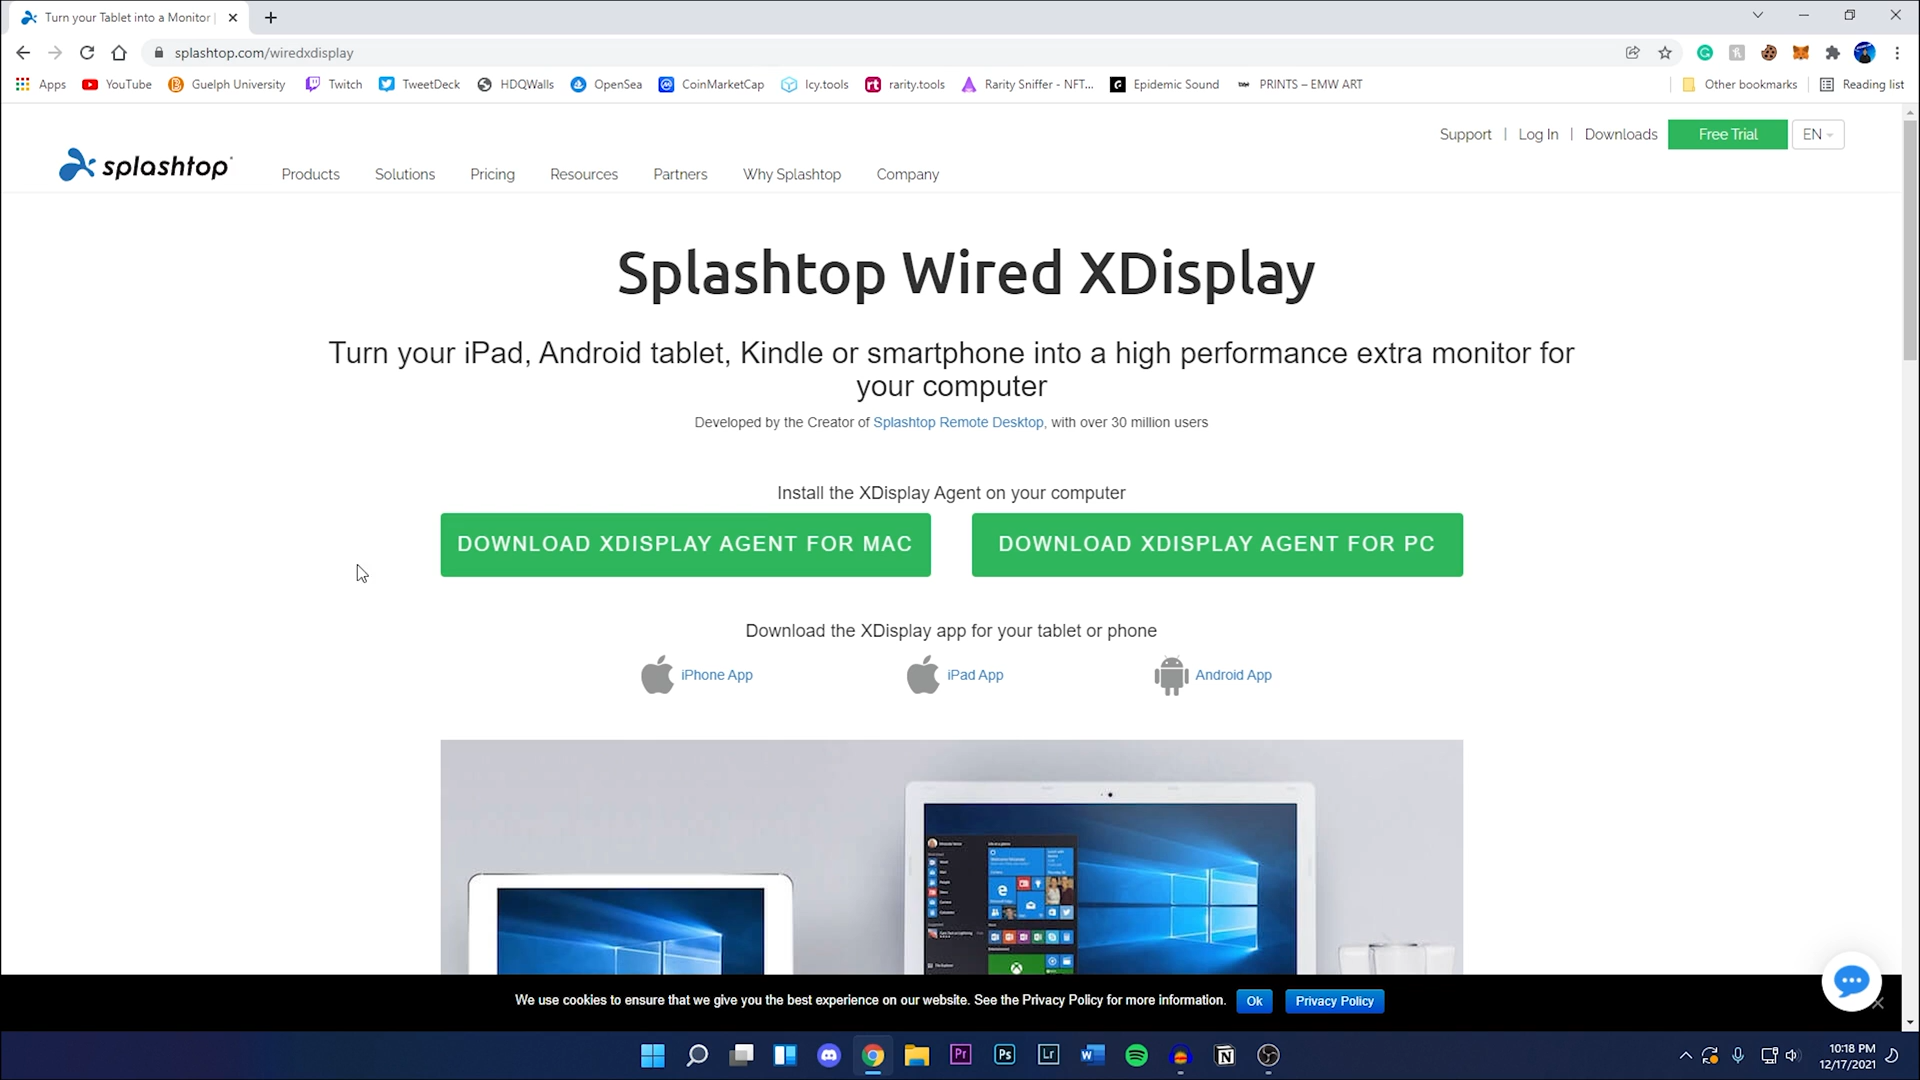 Turn your Tablet into a Monitor |
splashtop.com/wiredxdisplay
Apps YouTube Guelph University Twitch TweetDeck HDQWalls OpenSea CoinMarketCap Icy.tools rarity.tools Rarity Sniffer - NFT... Epidemic Sound PRINTS – EMW ART Other bookmarks Reading list
Support | Log In | Downloads Free Trial EN
splashtop Products Solutions Pricing Resources Partners Why Splashtop Company
Splashtop Wired XDisplay
Turn your iPad, Android tablet, Kindle or smartphone into a high performance extra monitor for
your computer
Developed by the Creator of Splashtop Remote Desktop, with over 30 million users
Install the XDisplay Agent on your computer
DOWNLOAD XDISPLAY AGENT FOR MAC DOWNLOAD XDISPLAY AGENT FOR PC
Download the XDisplay app for your tablet or phone
iPhone App iPad App Android App
We use cookies to ensure that we give you the best experience on our website. See the Privacy Policy for more information. Ok Privacy Policy
Pr Ps Lr W N
10:18 PM
12/17/2021